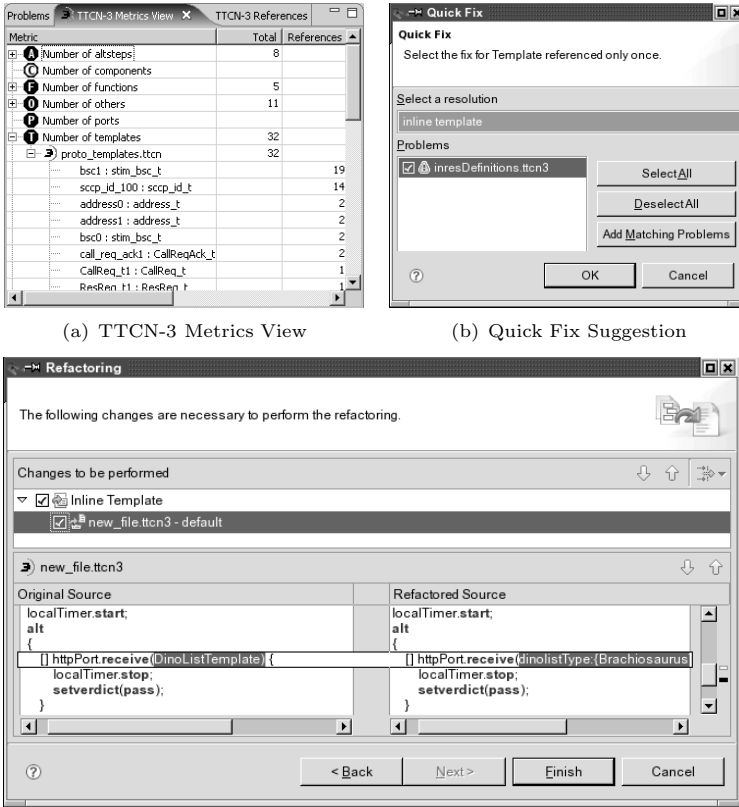 Problems TTCN-3 Metrics View TTCN-3 References
Metric Total References
Number of altsteps 8
Number of components
Number of functions 5
Number of others 11
Number of ports
Number of templates 32
proto_templates.ttcn 32
bsc1 : stim_bsc_t 19
sccp_id_100 : sccp_id_t 14
address0 : address_t 2
address1 : address_t 2
bsc0 : stim_bsc_t 2
call_req_ack1 : CallReqAck_t 2
CallReq_t1 : CallReq_t 1
ResReq_t1 : ResReq_t 1
(a) TTCN-3 Metrics View
Quick Fix
Quick Fix
Select the fix for Template referenced only once.
Select a resolution
inline template
Problems
inresDefinitions.ttcn3
Select All
Deselect All
Add Matching Problems
OK Cancel
(b) Quick Fix Suggestion
Refactoring
The following changes are necessary to perform the refactoring.
Changes to be performed
Inline Template
new_file.ttcn3 - default
new_file.ttcn3
Original Source Refactored Source
localTimer.start; localTimer.start;
alt alt
{ {
[] httpPort.receive(DinoListTemplate) { [] httpPort.receive(dinolistType:{Brachiosaurus
localTimer.stop; localTimer.stop;
setverdict(pass); setverdict(pass);
} }
< Back Next > Finish Cancel